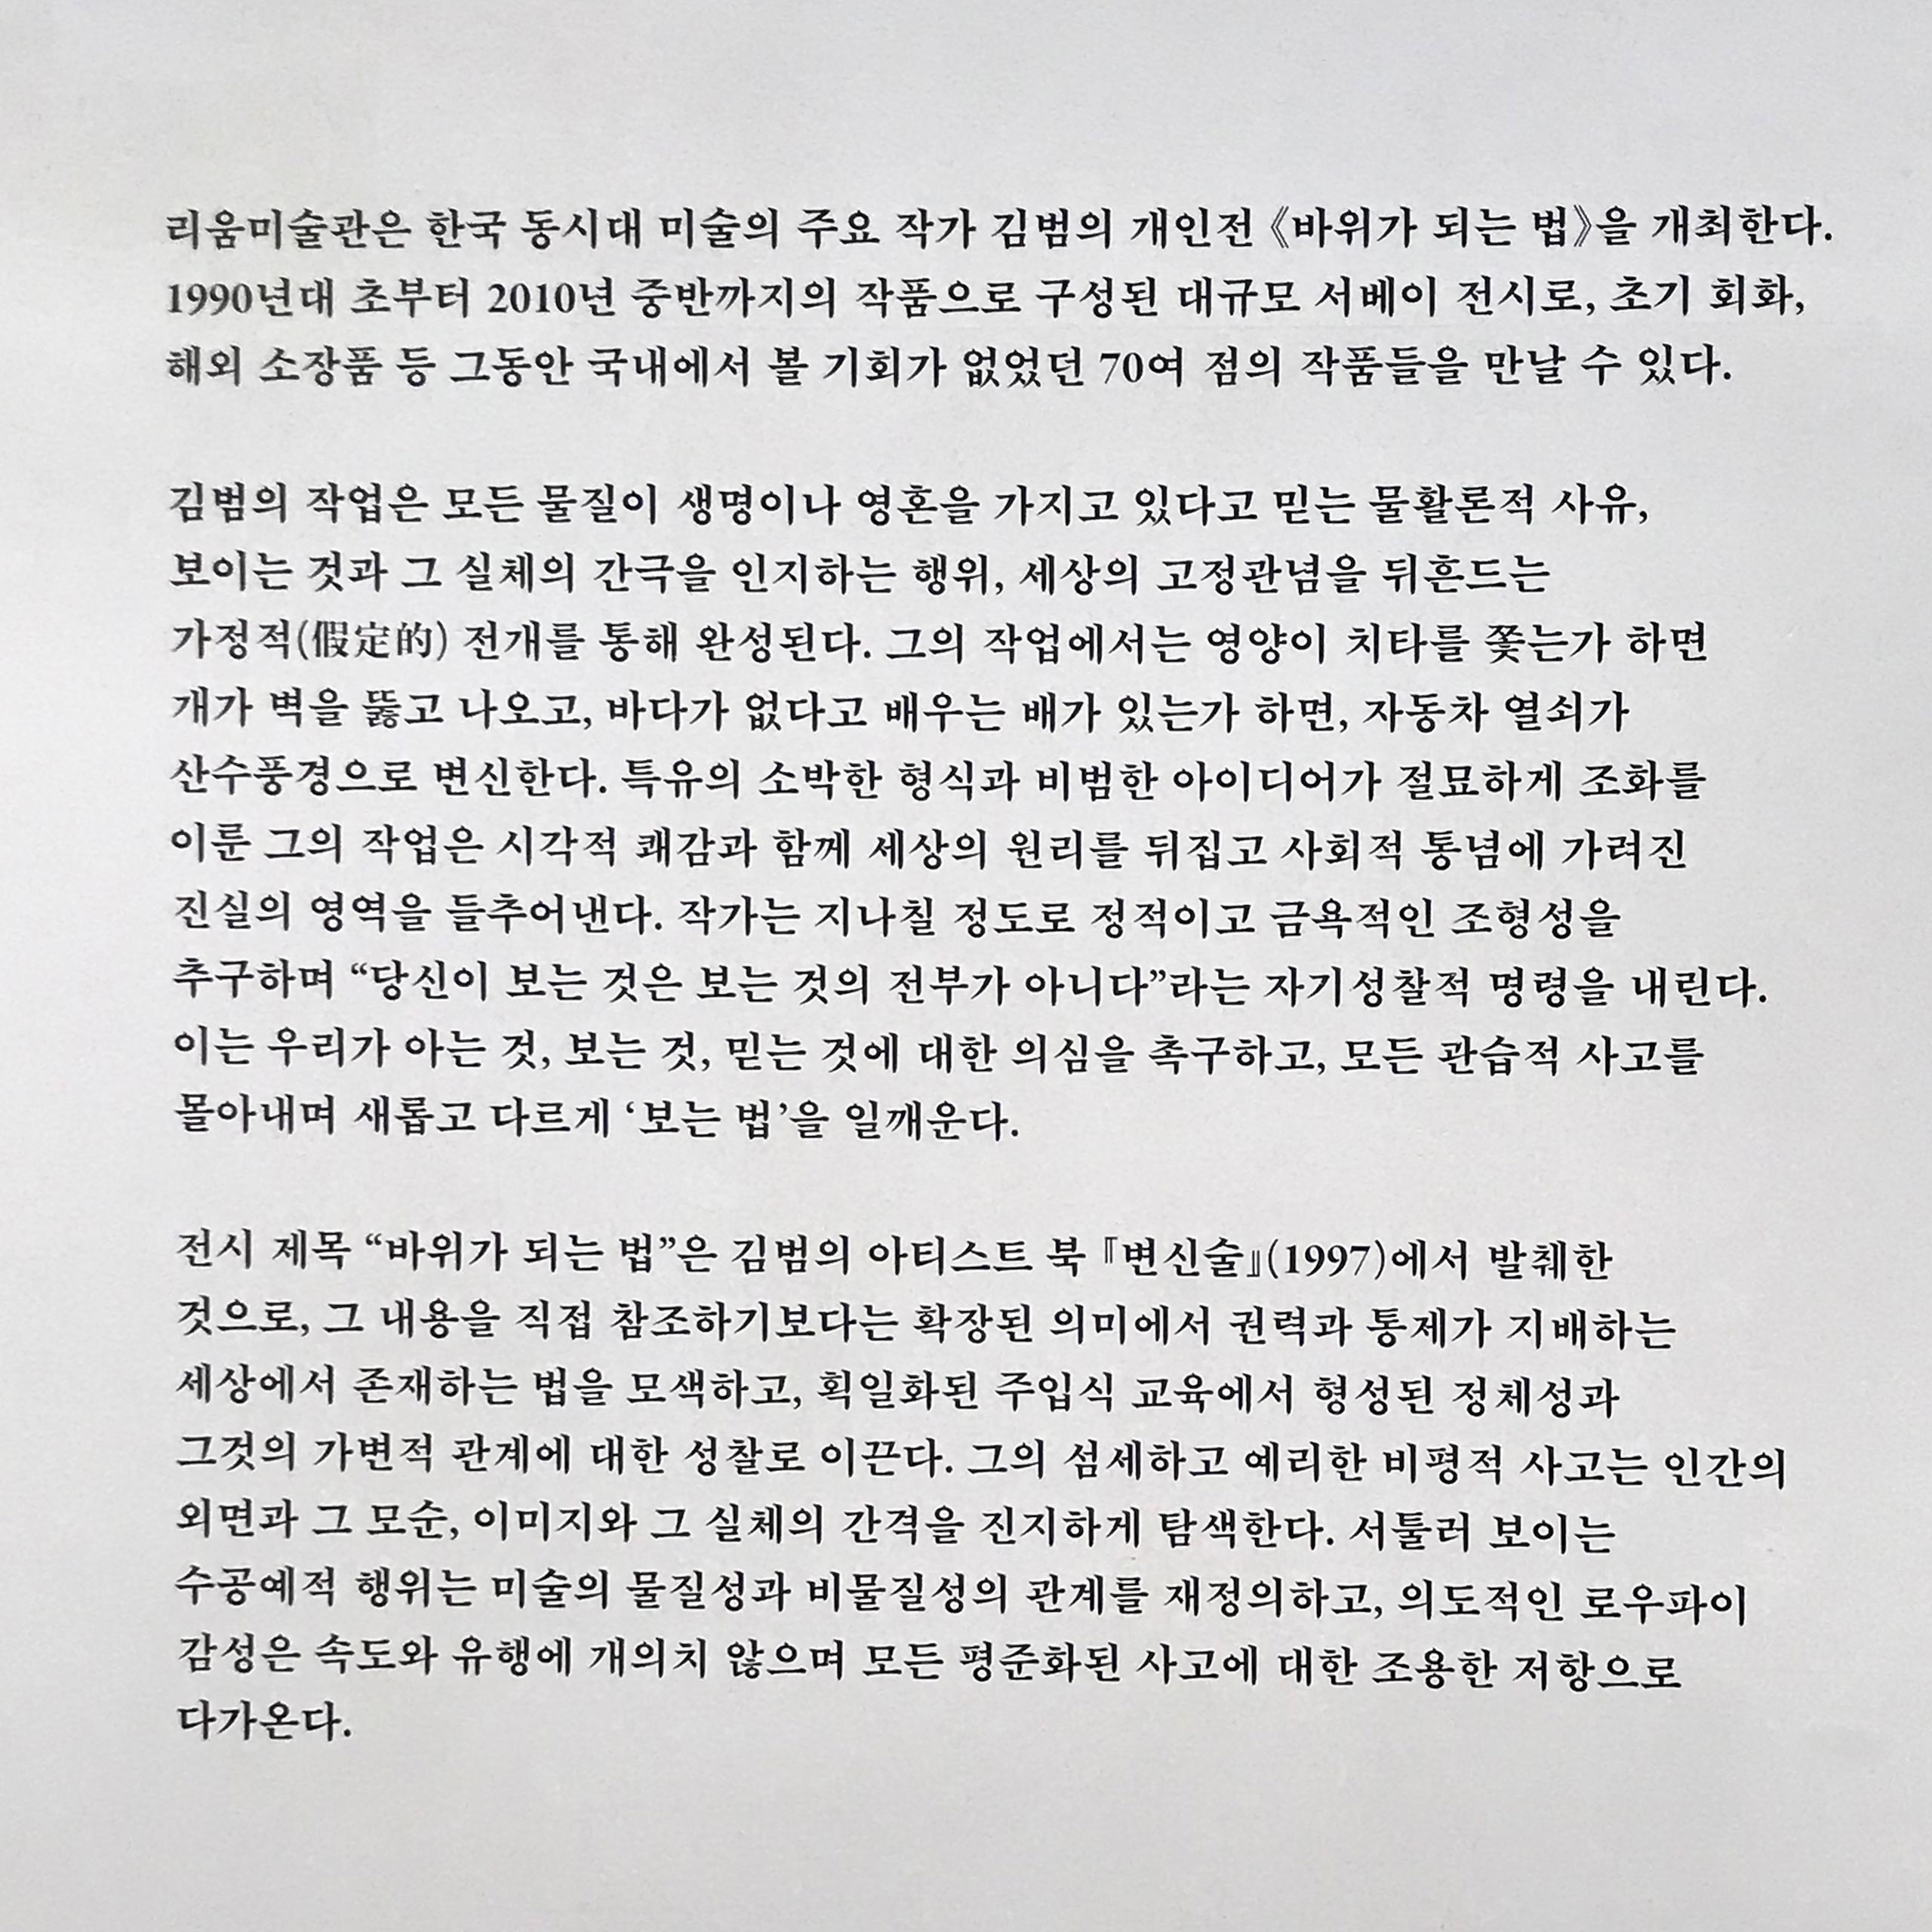 리움미술관은 한국 동시대 미술의 주요 작가 김범의 개인전 《바위가 되는 법》을 개최한다.
1990년대 초부터 2010년 중반까지의 작품으로 구성된 대규모 서베이 전시로, 초기 회화,
해외 소장품 등 그동안 국내에서 볼 기회가 없었던 70여 점의 작품들을 만날 수 있다.
김범의 작업은 모든 물질이 생명이나 영혼을 가지고 있다고 믿는 물활론적 사유,
보이는 것과 그 실체의 간극을 인지하는 행위, 세상의 고정관념을 뒤흔드는
가정적(假定的) 전개를 통해 완성된다. 그의 작업에서는 영양이 치타를 쫓는가 하면
개가 벽을 뚫고 나오고, 바다가 없다고 배우는 배가 있는가 하면, 자동차 열쇠가
산수풍경으로 변신한다. 특유의 소박한 형식과 비범한 아이디어가 절묘하게 조화를
이룬 그의 작업은 시각적 쾌감과 함께 세상의 원리를 뒤집고 사회적 통념에 가려진
진실의 영역을 들추어낸다. 작가는 지나칠 정도로 정적이고 금욕적인 조형성을
추구하며 “당신이 보는 것은 보는 것의 전부가 아니다”라는 자기성찰적 명령을 내린다.
이는 우리가 아는 것, 보는 것, 믿는 것에 대한 의심을 촉구하고, 모든 관습적 사고를
몰아내며 새롭고 다르게 ‘보는 법’을 일깨운다.
전시 제목 “바위가 되는 법”은 김범의 아티스트 북 『변신술』(1997)에서 발췌한
것으로, 그 내용을 직접 참조하기보다는 확장된 의미에서 권력과 통제가 지배하는
세상에서 존재하는 법을 모색하고, 획일화된 주입식 교육에서 형성된 정체성과
그것의 가변적 관계에 대한 성찰로 이끈다. 그의 섬세하고 예리한 비평적 사고는 인간의
외면과 그 모순, 이미지와 그 실체의 간격을 진지하게 탐색한다. 서툴러 보이는
수공예적 행위는 미술의 물질성과 비물질성의 관계를 재정의하고, 의도적인 로우파이
감성은 속도와 유행에 개의치 않으며 모든 평준화된 사고에 대한 조용한 저항으로
다가온다.